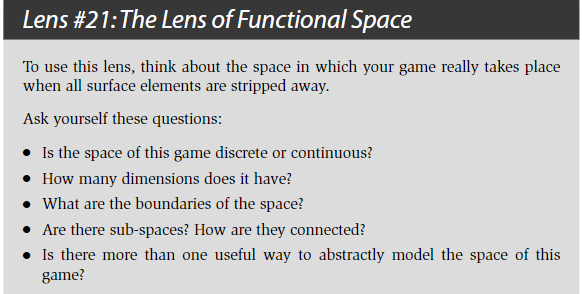 Lens #21: The Lens of Functional Space
To use this lens, think about the space in which your game really takes place
when all surface elements are stripped away.
Ask yourself these questions:
● Is the space of this game discrete or continuous?
● How many dimensions does it have?
● What are the boundaries of the space?
● Are there sub-spaces? How are they connected?
● Is there more than one useful way to abstractly model the space of this
game?